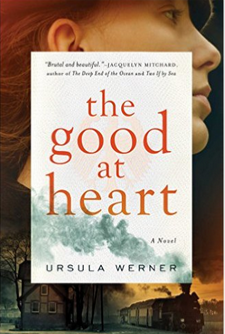 "Brutal and beautiful." -JACQUELYN MITCHARD,
author of The Deep End of the Ocean and Two If by Sea
the
good
at
heart
A Novel
URSULA WERNER